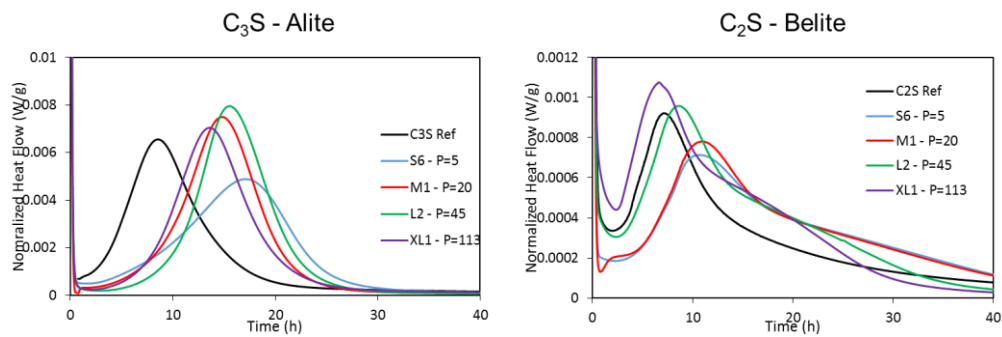 C₃S - Alite
Nomralized Heat Flow (W/g)
0.01
0.008
0.006
0.004
0.002
0
0
10
20
30
40
Time (h)
C3S Ref
S6 - P=5
M1 - P=20
L2 - P=45
XL1 - P=113
C₂S - Belite
Normalized Heat Flow (W/g)
0.0012
0.001
0.0008
0.0006
0.0004
0.0002
0
0
10
20
30
40
Time (h)
C2S Ref
S6 - P=5
M1 - P=20
L2 - P=45
XL1 - P=113